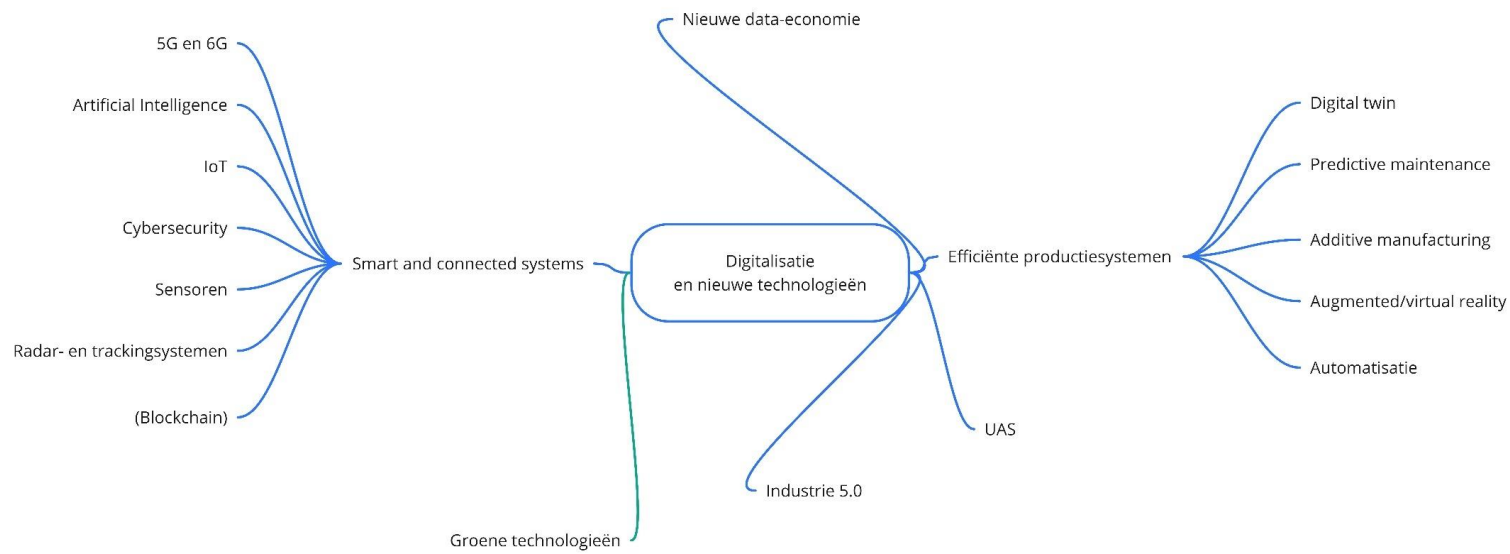 Nieuwe data-economie
5G en 6G
Artificial Intelligence
IoT
Cybersecurity
Sensoren
Radar- en trackingsystemen
(Blockchain)
Smart and connected systems
Digitalisatie
en nieuwe technologieën
Efficiënte productiesystemen
Digital twin
Predictive maintenance
Additive manufacturing
Augmented/virtual reality
Automatisatie
UAS
Industrie 5.0
Groene technologieën